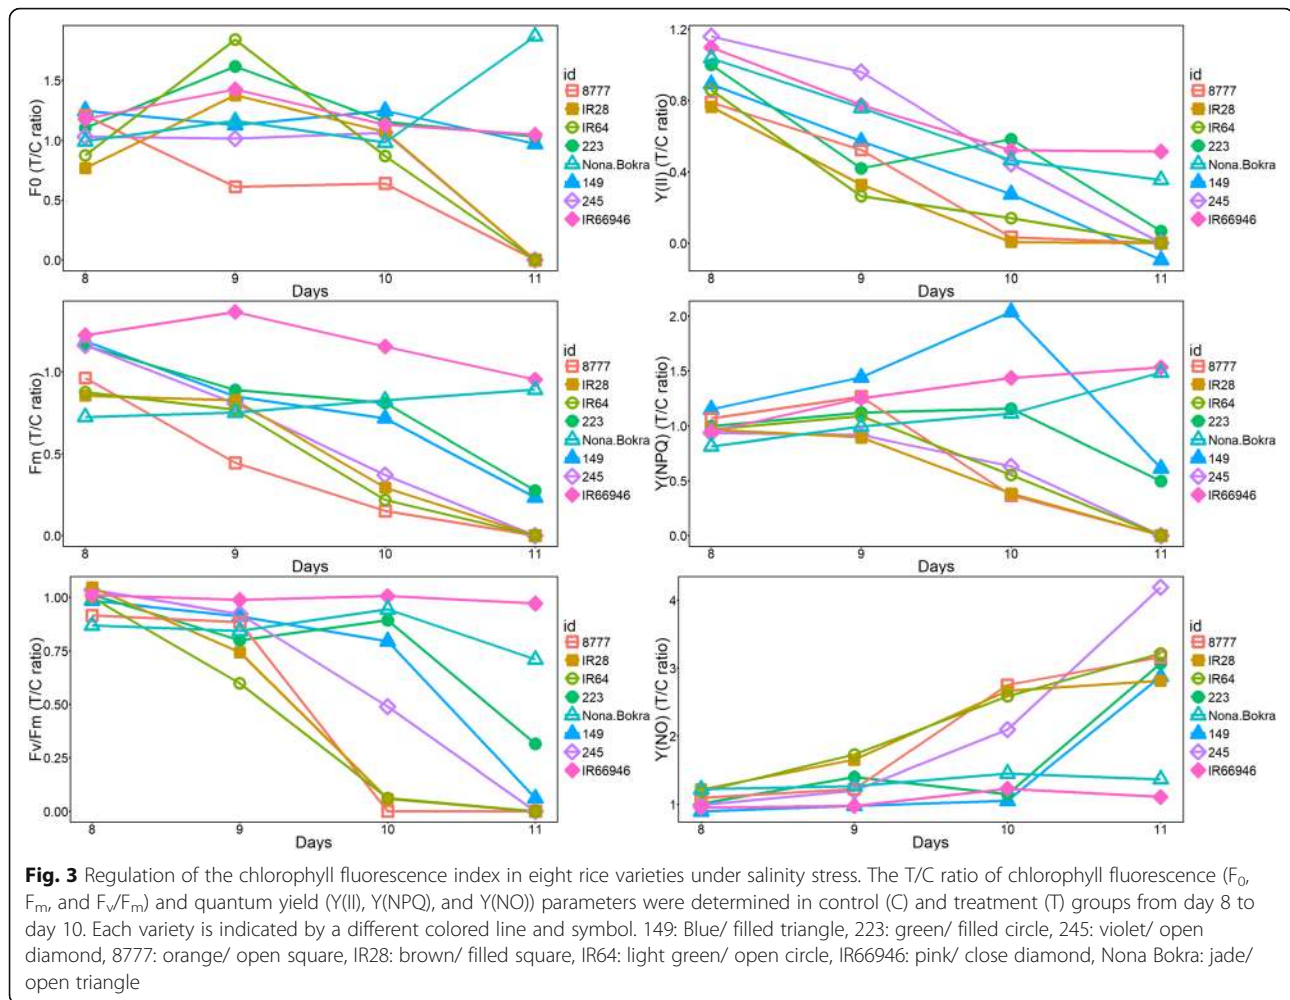 F0 (T/C ratio)
1.5
1.0
0.5
0.0
8 9 10 11
Days
id
8777
IR28
IR64
223
Nona.Bokra
149
245
IR66946
Y(II) (T/C ratio)
1.2
0.8
0.4
0.0
8 9 10 11
Days
id
8777
IR28
IR64
223
Nona.Bokra
149
245
IR66946
Fm (T/C ratio)
1.0
0.5
0.0
8 9 10 11
Days
id
8777
IR28
IR64
223
Nona.Bokra
149
245
IR66946
Y(NPQ) (T/C ratio)
2.0
1.5
1.0
0.5
0.0
8 9 10 11
Days
id
8777
IR28
IR64
223
Nona.Bokra
149
245
IR66946
Fv/Fm (T/C ratio)
1.00
0.75
0.50
0.25
0.00
8 9 10 11
Days
id
8777
IR28
IR64
223
Nona.Bokra
149
245
IR66946
Y(NO) (T/C ratio)
4
3
2
1
8 9 10 11
Days
id
8777
IR28
IR64
223
Nona.Bokra
149
245
IR66946
Fig. 3 Regulation of the chlorophyll fluorescence index in eight rice varieties under salinity stress. The T/C ratio of chlorophyll fluorescence (F₀,
Fₘ, and Fᵥ/Fₘ) and quantum yield (Y(II), Y(NPQ), and Y(NO)) parameters were determined in control (C) and treatment (T) groups from day 8 to
day 10. Each variety is indicated by a different colored line and symbol. 149: Blue/ filled triangle, 223: green/ filled circle, 245: violet/ open
diamond, 8777: orange/ open square, IR28: brown/ filled square, IR64: light green/ open circle, IR66946: pink/ close diamond, Nona Bokra: jade/
open triangle